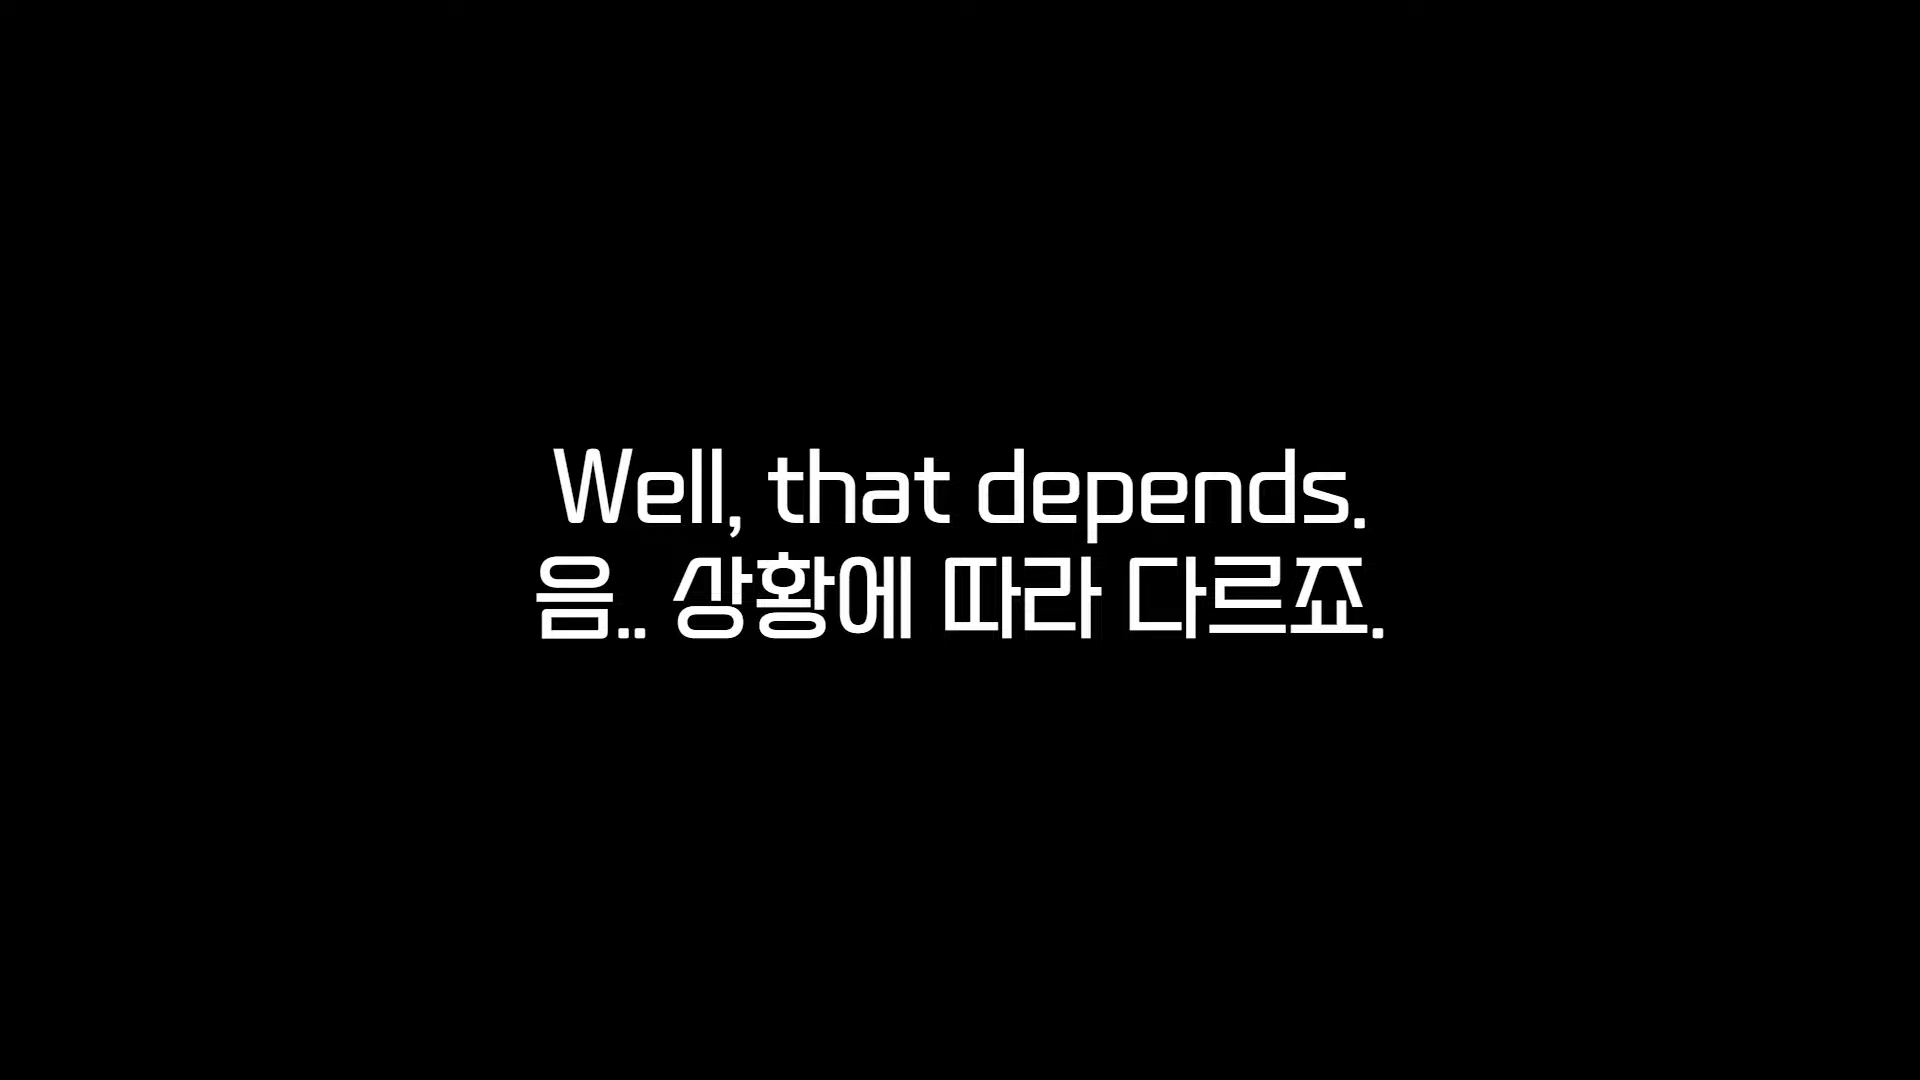 Well, that depends.
음.. 상황에 따라 다르죠.